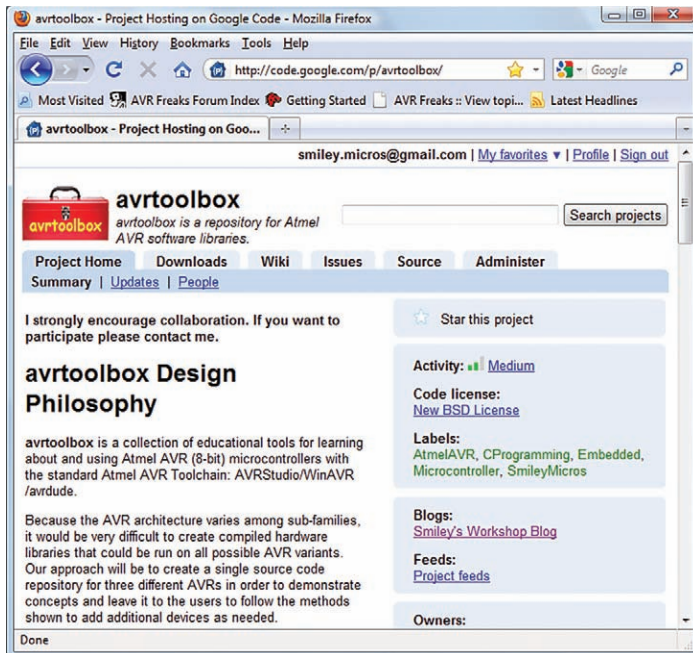 avrtoolbox - Project Hosting on Google Code - Mozilla Firefox
File Edit View History Bookmarks Tools Help
http://code.google.com/p/avrtoolbox/
Google
Most Visited AVR Freaks Forum Index Getting Started AVR Freaks :: View topi... Latest Headlines
avrtoolbox - Project Hosting on Goo...
smiley.micros@gmail.com | My favorites ▼ | Profile | Sign out
avrtoolbox
avrtoolbox
avrtoolbox is a repository for Atmel
AVR software libraries.
Search projects
Project Home Downloads Wiki Issues Source Administer
Summary | Updates | People
I strongly encourage collaboration. If you want to
participate please contact me.
avrtoolbox Design
Philosophy
avrtoolbox is a collection of educational tools for learning
about and using Atmel AVR (8-bit) microcontrollers with
the standard Atmel AVR Toolchain: AVRStudio/WinAVR
/avrdude.
Because the AVR architecture varies among sub-families,
it would be very difficult to create compiled hardware
libraries that could be run on all possible AVR variants.
Our approach will be to create a single source code
repository for three different AVRs in order to demonstrate
concepts and leave it to the users to follow the methods
shown to add additional devices as needed.
Star this project
Activity: Medium
Code license:
New BSD License
Labels:
AtmelAVR, CProgramming, Embedded,
Microcontroller, SmileyMicros
Blogs:
Smiley's Workshop Blog
Feeds:
Project feeds
Owners:
Done